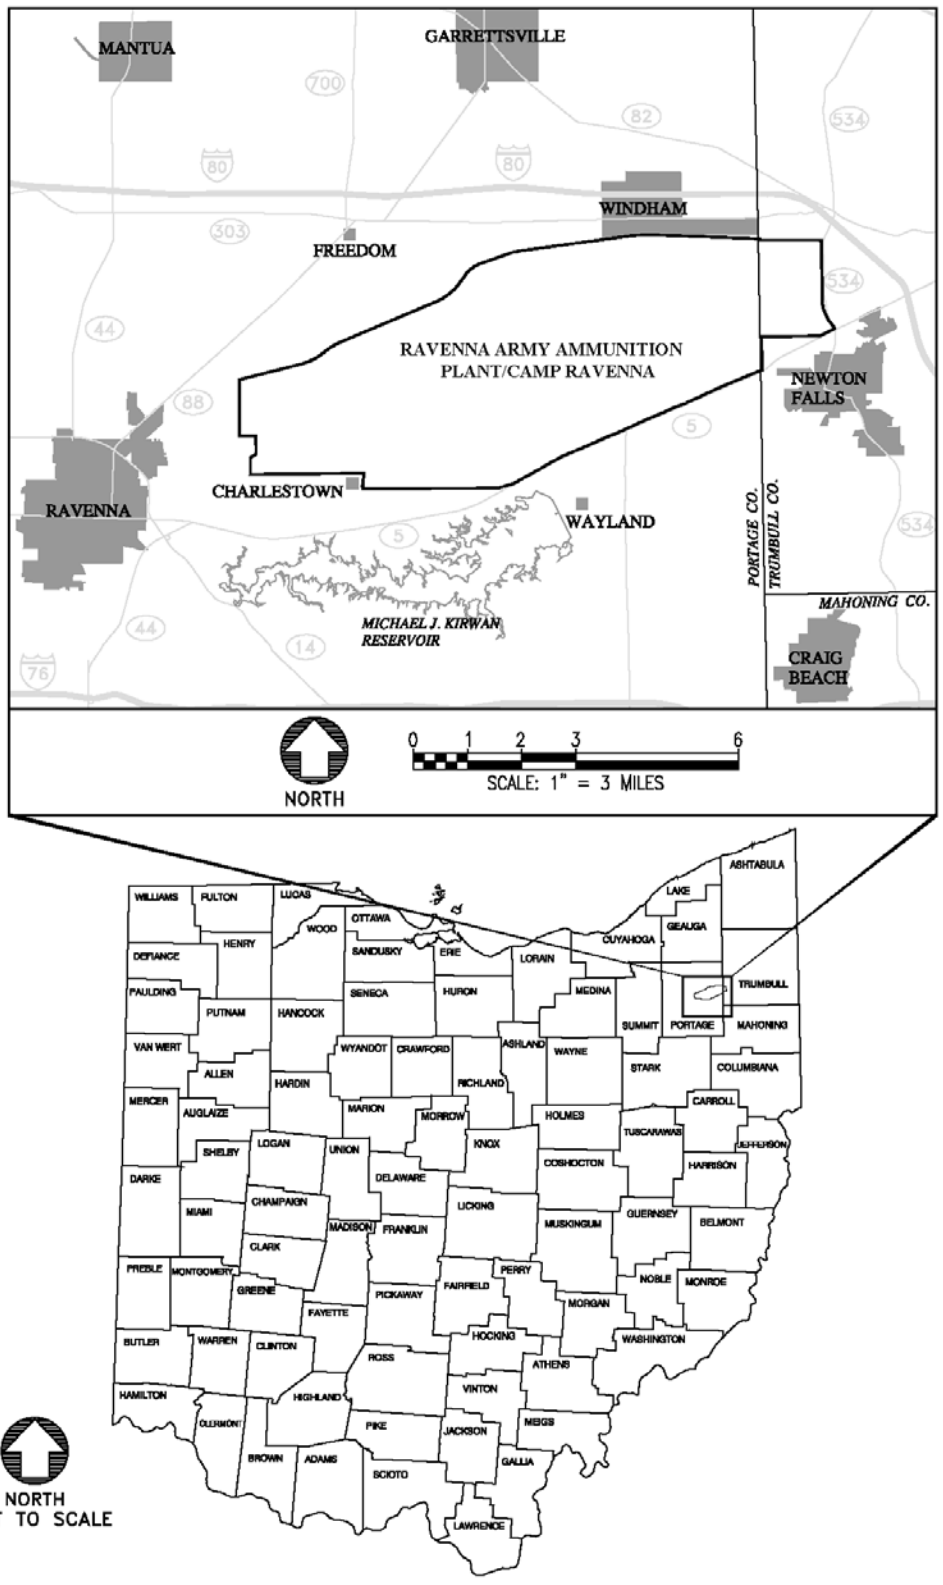 MANTUA
GARRETTSVILLE
700
82
534
80
80
WINDHAM
303
FREEDOM
534
44
RAVENNA ARMY AMMUNITION
PLANT/CAMP RAVENNA
NEWTON
FALLS
88
5
CHARLESTOWN
RAVENNA
WAYLAND
PORTAGE CO.
TRUMBULL CO.
534
5
MAHONING CO.
MICHAEL J. KIRWAN
RESERVOIR
44
14
76
CRAIG
BEACH
0 1 2 3 6
SCALE: 1" = 3 MILES
NORTH
ASHTABULA
WILLIAMS
FULTON
LUCAS
LAKE
OTTAWA
WOOD
GEAUGA
CUYAHOGA
HENRY
SANDUSKY
ERIE
LORAIN
DEFIANCE
TRUMBULL
PAULDING
SENECA
HURON
MEDINA
PUTNAM
HANCOCK
SUMMIT
PORTAGE
MAHONING
VAN WERT
WYANDOT
CRAWFORD
ASHLAND
WAYNE
ALLEN
STARK
COLUMBIANA
HARDIN
RICHLAND
MERCER
CARROLL
AUGLAIZE
MARION
MORROW
HOLMES
TUSCARAWAS
LOGAN
UNION
KNOX
JEFFERSON
SHELBY
COSHOCTON
HARRISON
DARKE
DELAWARE
CHAMPAIGN
LICKING
MIAMI
MADISON
FRANKLIN
MUSKINGUM
GUERNSEY
BELMONT
CLARK
PREBLE
MONTGOMERY
PERRY
NOBLE
MONROE
GREENE
PICKAWAY
FAIRFIELD
MORGAN
FAYETTE
BUTLER
WARREN
CLINTON
HOCKING
WASHINGTON
ROSS
ATHENS
HAMILTON
HIGHLAND
VINTON
CLERMONT
PIKE
JACKSON
MEIGS
BROWN
ADAMS
SCIOTO
GALLIA
LAWRENCE
NORTH
TO SCALE